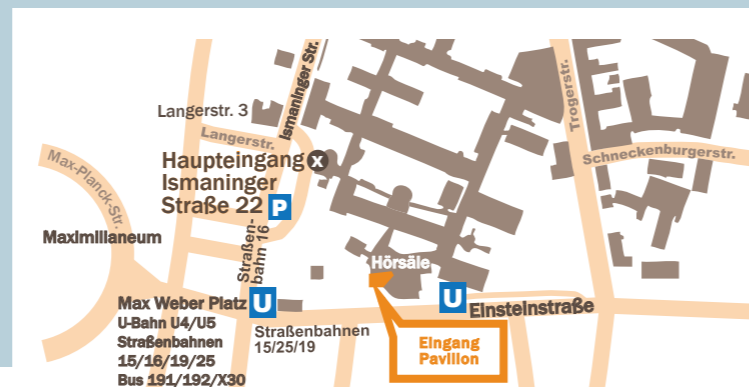 Ismaninger Str.
Trogerstr.
Langerstr. 3
Langerstr.
Schneckenburgerstr.
Haupteingang X
Ismaninger
Straße 22 P
Max-Planck-Str.
Maximilianeum
Straßen-
bahn 16
Hörsäle
Max Weber Platz U
U-Bahn U4/U5
Straßenbahnen
15/16/19/25
Bus 191/192/X30
Straßenbahnen
15/25/19
U
Einsteinstraße
Eingang
Pavillon